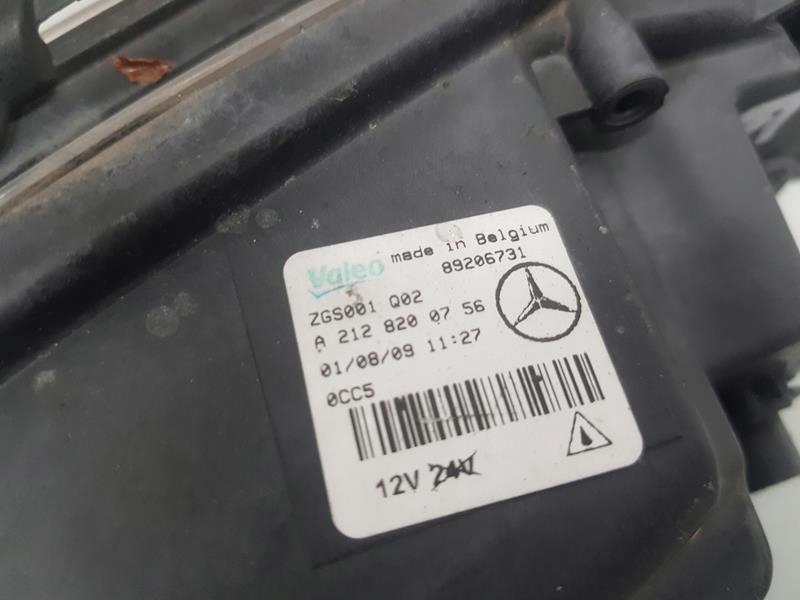 Valeo made in Belgium
89206731
ZGS001 Q02
A 212 820 07 56
01/08/09 11:27
0CC5
12V 24V